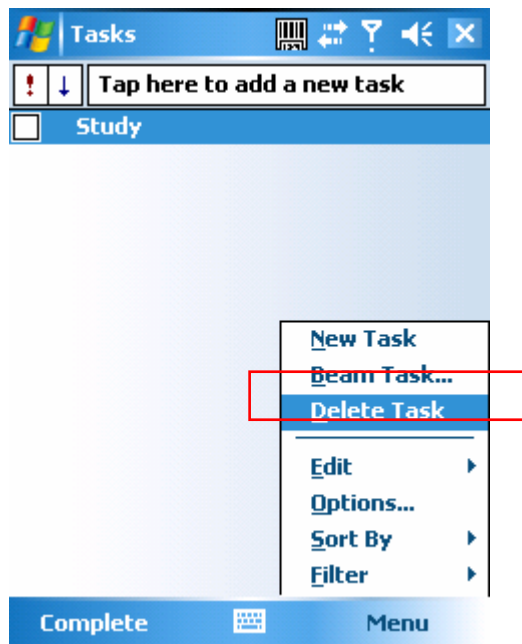 Tasks
! ↓ Tap here to add a new task
Study
New Task
Beam Task...
Delete Task
Edit
Options...
Sort By
Filter
Complete Menu